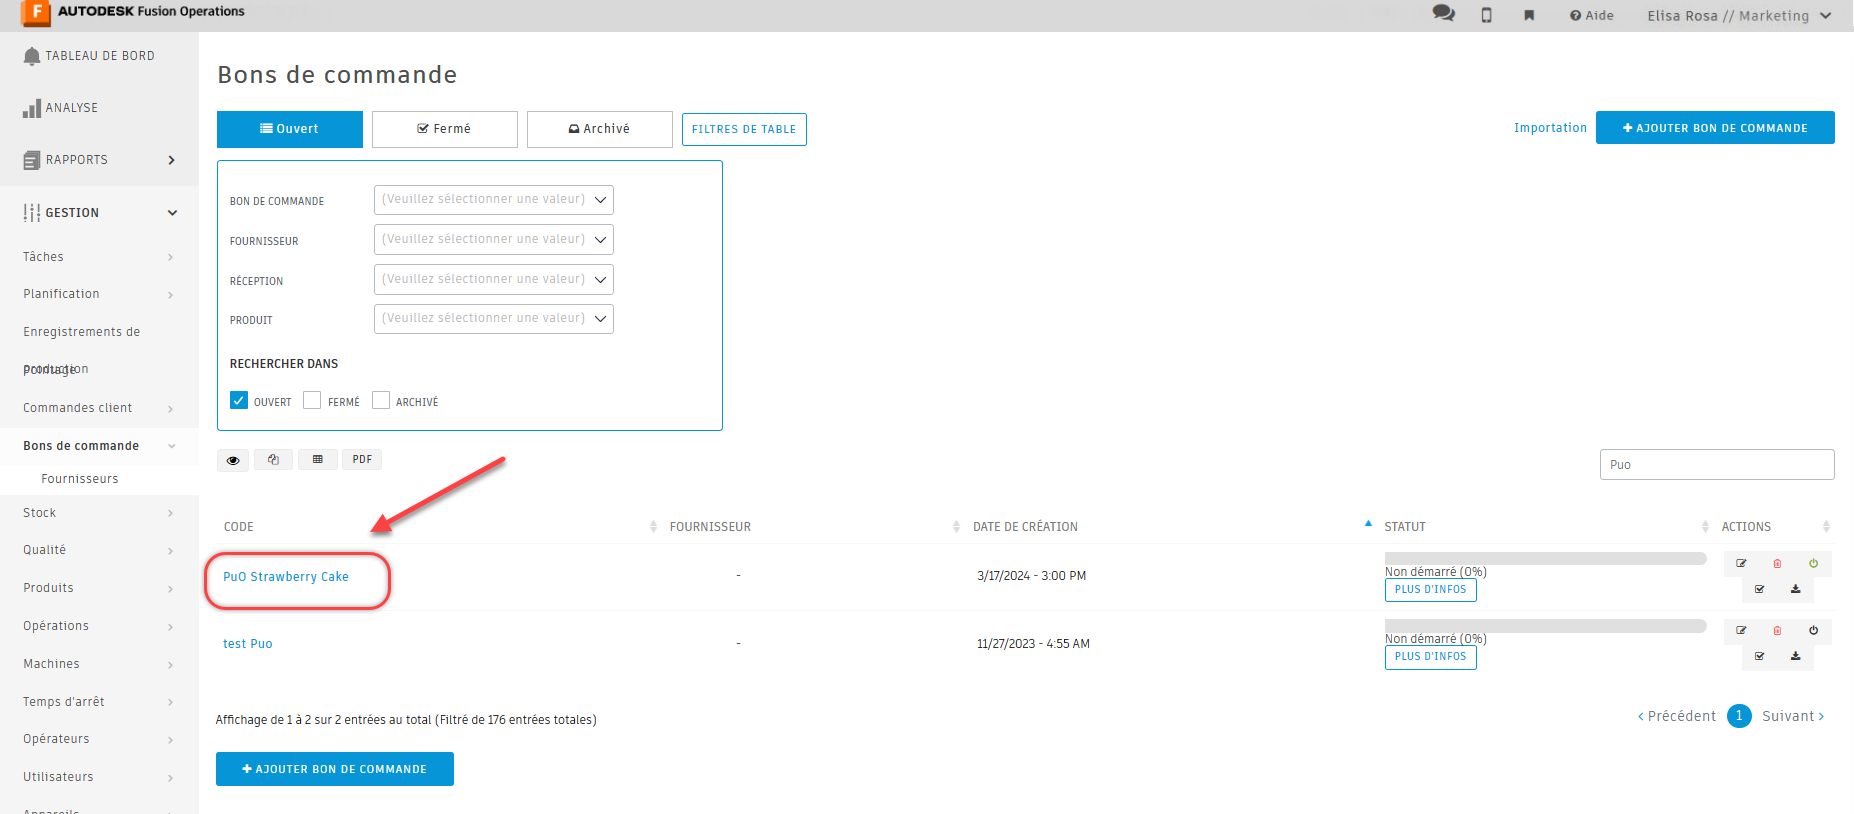 F AUTODESK Fusion Operations
Aide
Elisa Rosa // Marketing
TABLEAU DE BORD
ANALYSE
RAPPORTS
GESTION
Tâches
Planification
Enregistrements de
production
Pointage
Commandes client
Bons de commande
Fournisseurs
Stock
Qualité
Produits
Opérations
Machines
Temps d'arrêt
Opérateurs
Utilisateurs
Appareils
Bons de commande
Ouvert
Fermé
Archivé
FILTRES DE TABLE
Importation
AJOUTER BON DE COMMANDE
BON DE COMMANDE (Veuillez sélectionner une valeur)
FOURNISSEUR (Veuillez sélectionner une valeur)
RÉCEPTION (Veuillez sélectionner une valeur)
PRODUIT (Veuillez sélectionner une valeur)
RECHERCHER DANS
OUVERT FERMÉ ARCHIVÉ
PDF
Puo
CODE FOURNISSEUR DATE DE CRÉATION STATUT ACTIONS
PuO Strawberry Cake - 3/17/2024 - 3:00 PM Non démarré (0%)
PLUS D'INFOS
test Puo - 11/27/2023 - 4:55 AM Non démarré (0%)
PLUS D'INFOS
Affichage de 1 à 2 sur 2 entrées au total (Filtré de 176 entrées totales)
< Précédent 1 Suivant >
AJOUTER BON DE COMMANDE